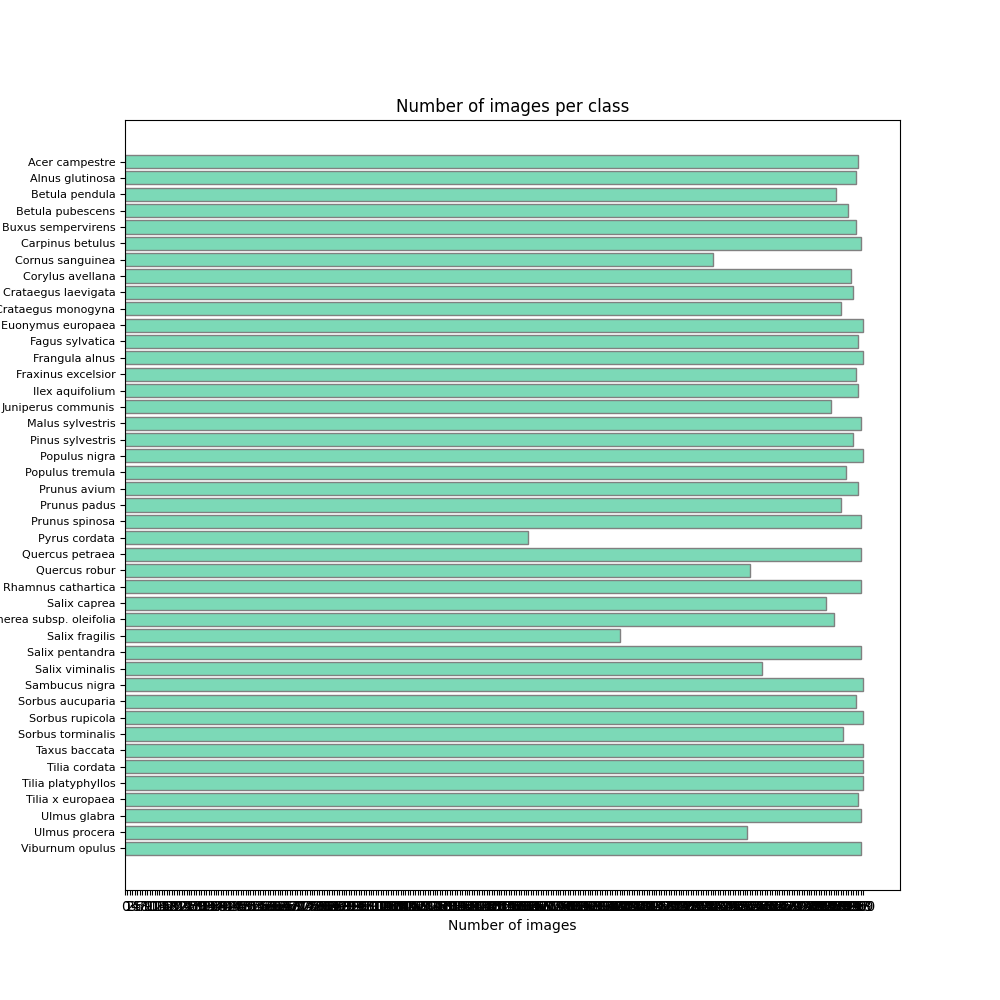 Number of images per class
Acer campestre
Alnus glutinosa
Betula pendula
Betula pubescens
Buxus sempervirens
Carpinus betulus
Cornus sanguinea
Corylus avellana
Crataegus laevigata
Crataegus monogyna
Euonymus europaea
Fagus sylvatica
Frangula alnus
Fraxinus excelsior
Ilex aquifolium
Juniperus communis
Malus sylvestris
Pinus sylvestris
Populus nigra
Populus tremula
Prunus avium
Prunus padus
Prunus spinosa
Pyrus cordata
Quercus petraea
Quercus robur
Rhamnus cathartica
Salix caprea
subsp. oleifolia
Salix fragilis
Salix pentandra
Salix viminalis
Sambucus nigra
Sorbus aucuparia
Sorbus rupicola
Sorbus torminalis
Taxus baccata
Tilia cordata
Tilia platyphyllos
Tilia x europaea
Ulmus glabra
Ulmus procera
Viburnum opulus
Number of images